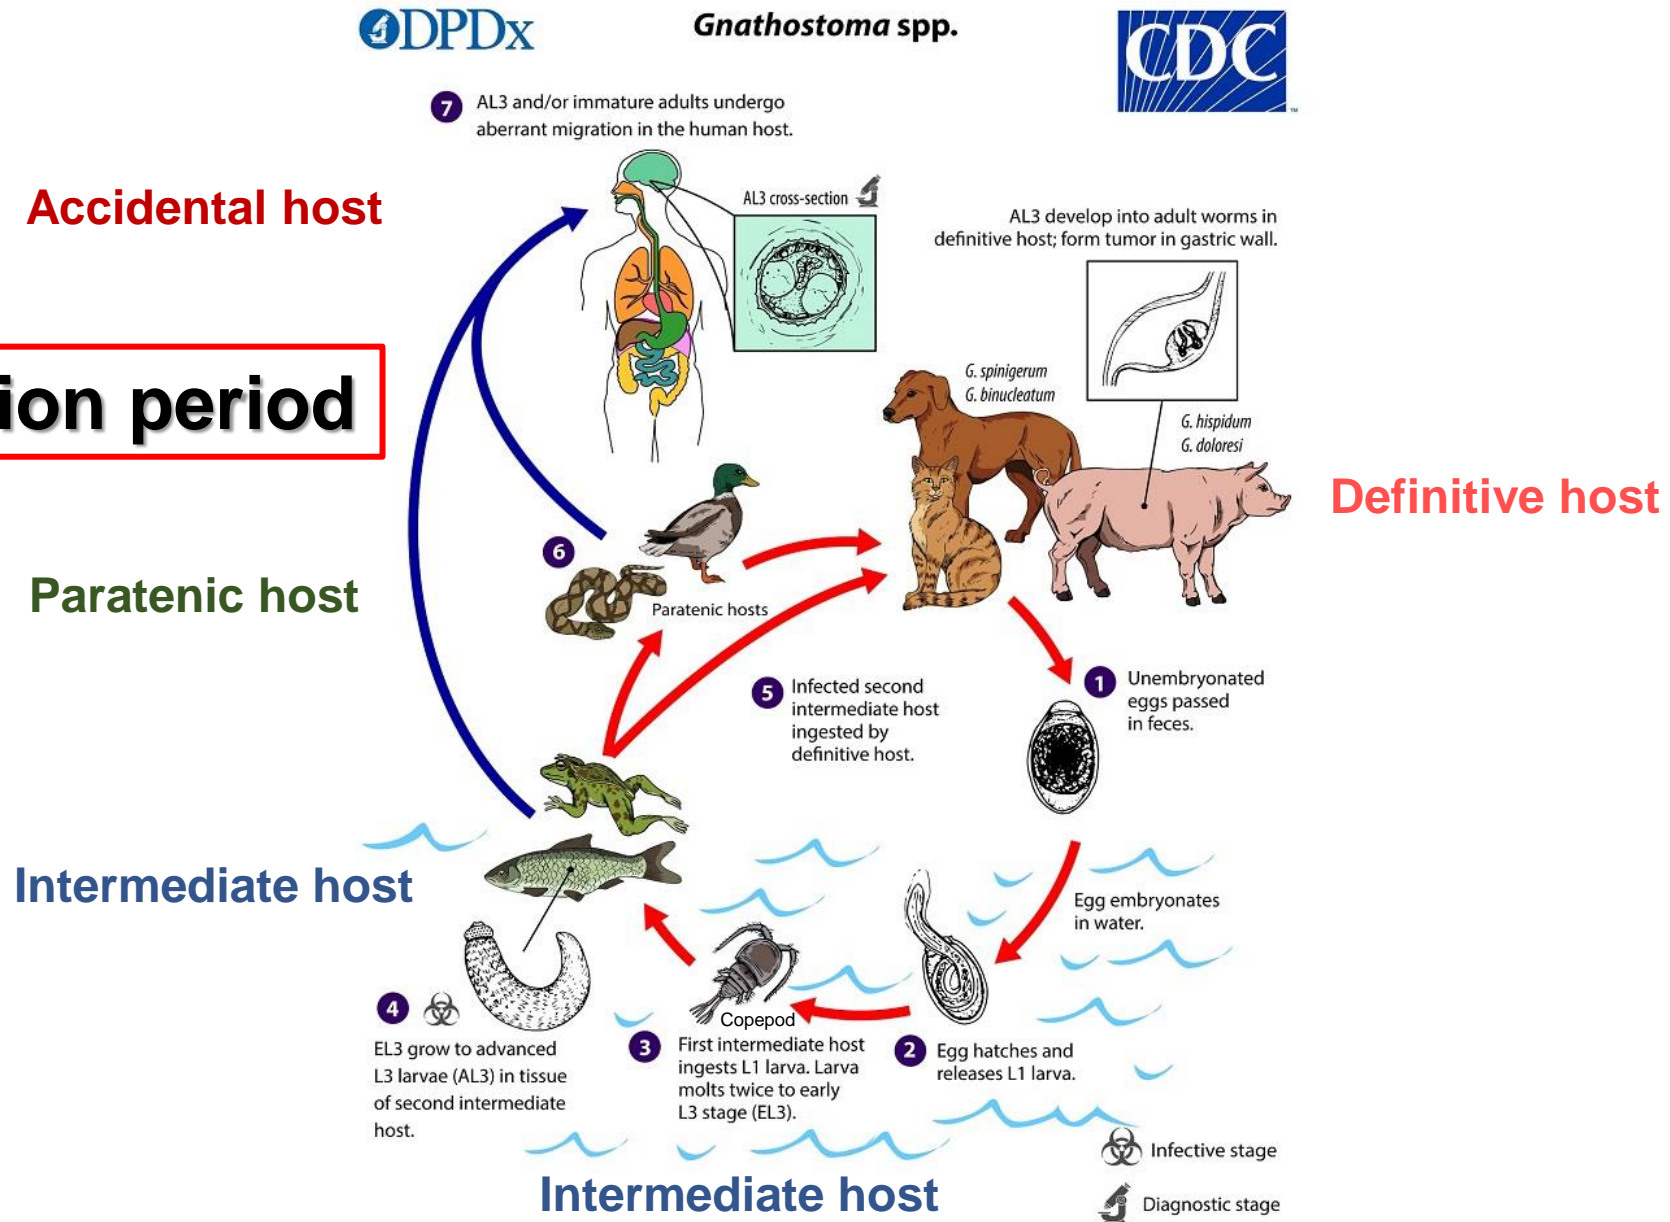 DPDx
Gnathostoma spp.
CDC
TM
7 AL3 and/or immature adults undergo
aberrant migration in the human host.
Accidental host
AL3 cross-section
AL3 develop into adult worms in
definitive host; form tumor in gastric wall.
ion period
G. spinigerum
G. binucleatum
G. hispidum
G. doloresi
Definitive host
6
Paratenic host
Paratenic hosts
5 Infected second
intermediate host
ingested by
definitive host.
1 Unembryonated
eggs passed
in feces.
Intermediate host
Egg embryonates
in water.
4
EL3 grow to advanced
L3 larvae (AL3) in tissue
of second intermediate
host.
Copepod
3 First intermediate host
ingests L1 larva. Larva
molts twice to early
L3 stage (EL3).
2 Egg hatches and
releases L1 larva.
Infective stage
Intermediate host
Diagnostic stage